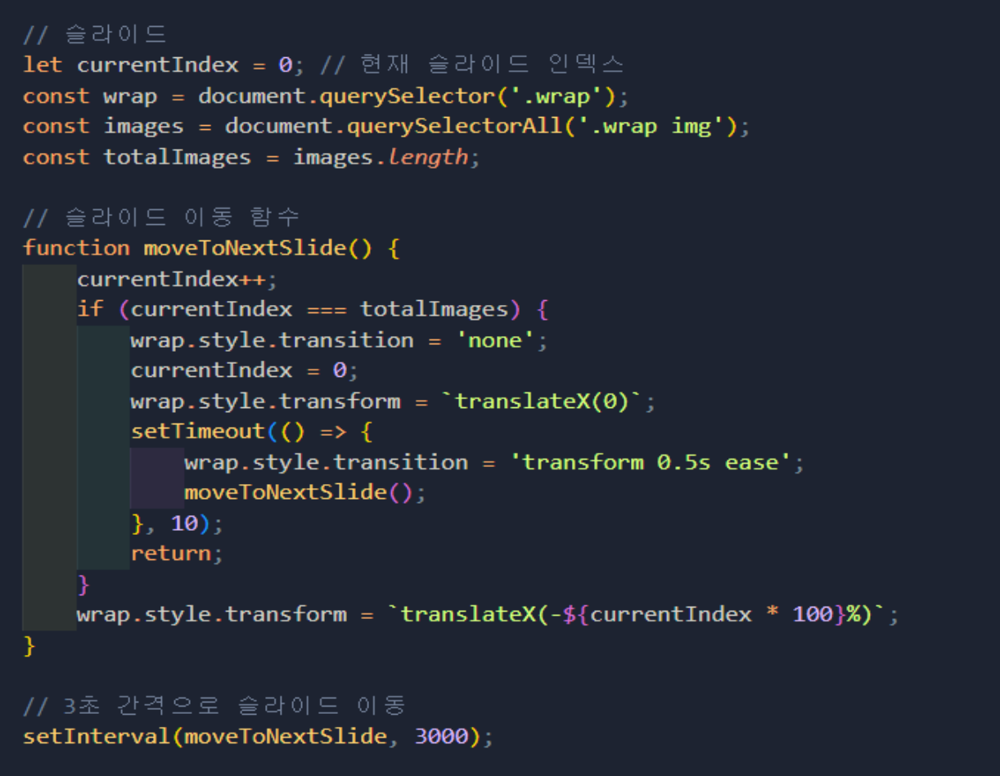 // 슬라이드
let currentIndex = 0; // 현재 슬라이드 인덱스
const wrap = document.querySelector('.wrap');
const images = document.querySelectorAll('.wrap img');
const totalImages = images.length;

// 슬라이드 이동 함수
function moveToNextSlide() {
    currentIndex++;
    if (currentIndex === totalImages) {
        wrap.style.transition = 'none';
        currentIndex = 0;
        wrap.style.transform = `translateX(0)`;
        setTimeout(() => {
            wrap.style.transition = 'transform 0.5s ease';
            moveToNextSlide();
        }, 10);
        return;
    }
    wrap.style.transform = `translateX(-${currentIndex * 100}%)`;
}

// 3초 간격으로 슬라이드 이동
setInterval(moveToNextSlide, 3000);